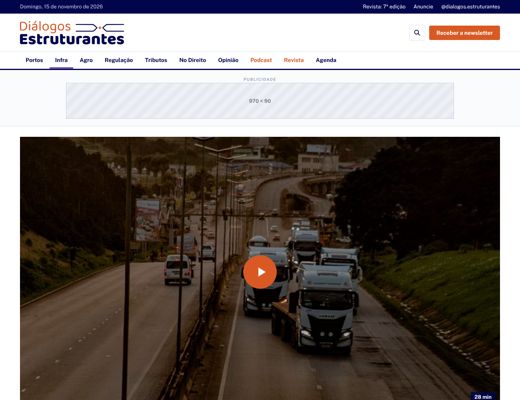 Domingo, 15 de novembro de 2026
Revista: 7ª edição Anuncie @dialogos.estruturantes
Diálogos
Estruturantes
Receber a newsletter
Portos Infra Agro Regulação Tributos No Direito Opinião Podcast Revista Agenda
PUBLICIDADE
970 × 90
28 min